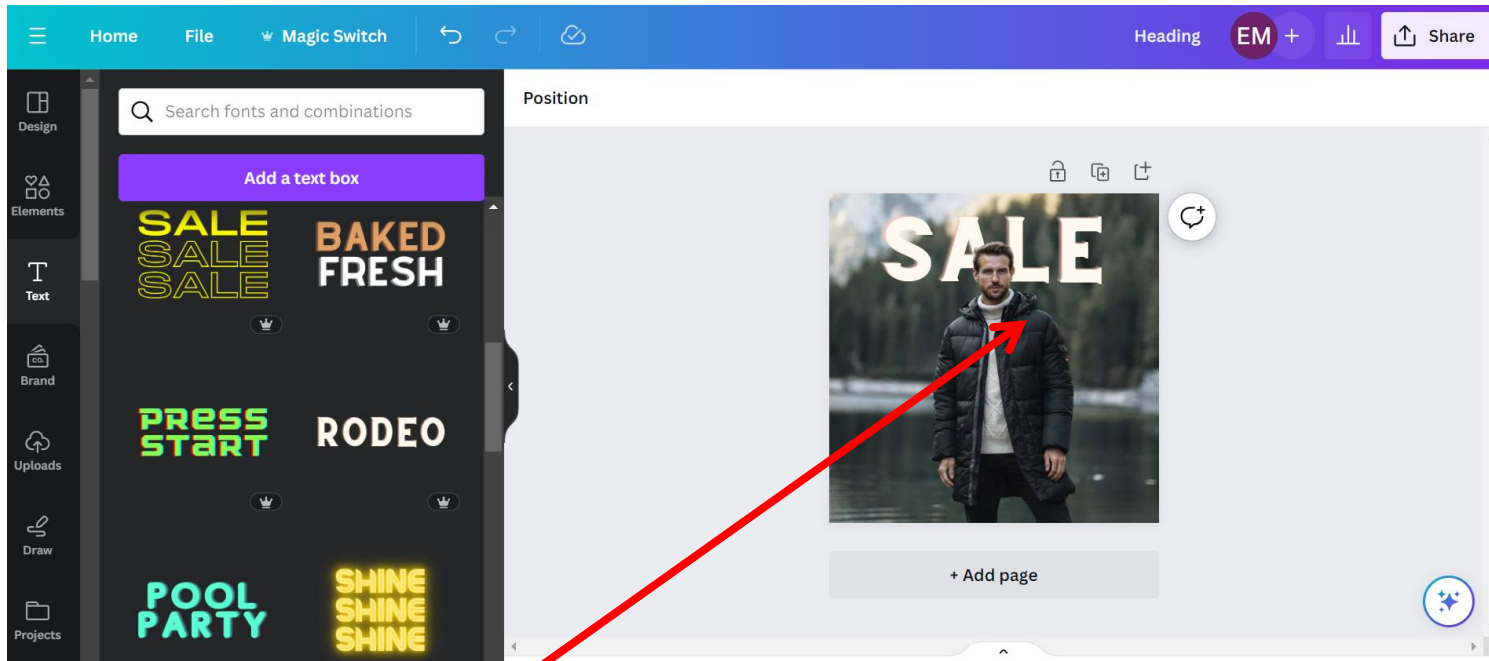 Home File Magic Switch Heading EM + Share
Design
Elements
Text
Brand
CO.
Uploads
Draw
Projects
Search fonts and combinations
Add a text box
SALE
SALE
SALE
BAKED
FRESH
PRESS
START
RODEO
POOL
PARTY
SHINE
SHINE
SHINE
Position
SALE
+ Add page